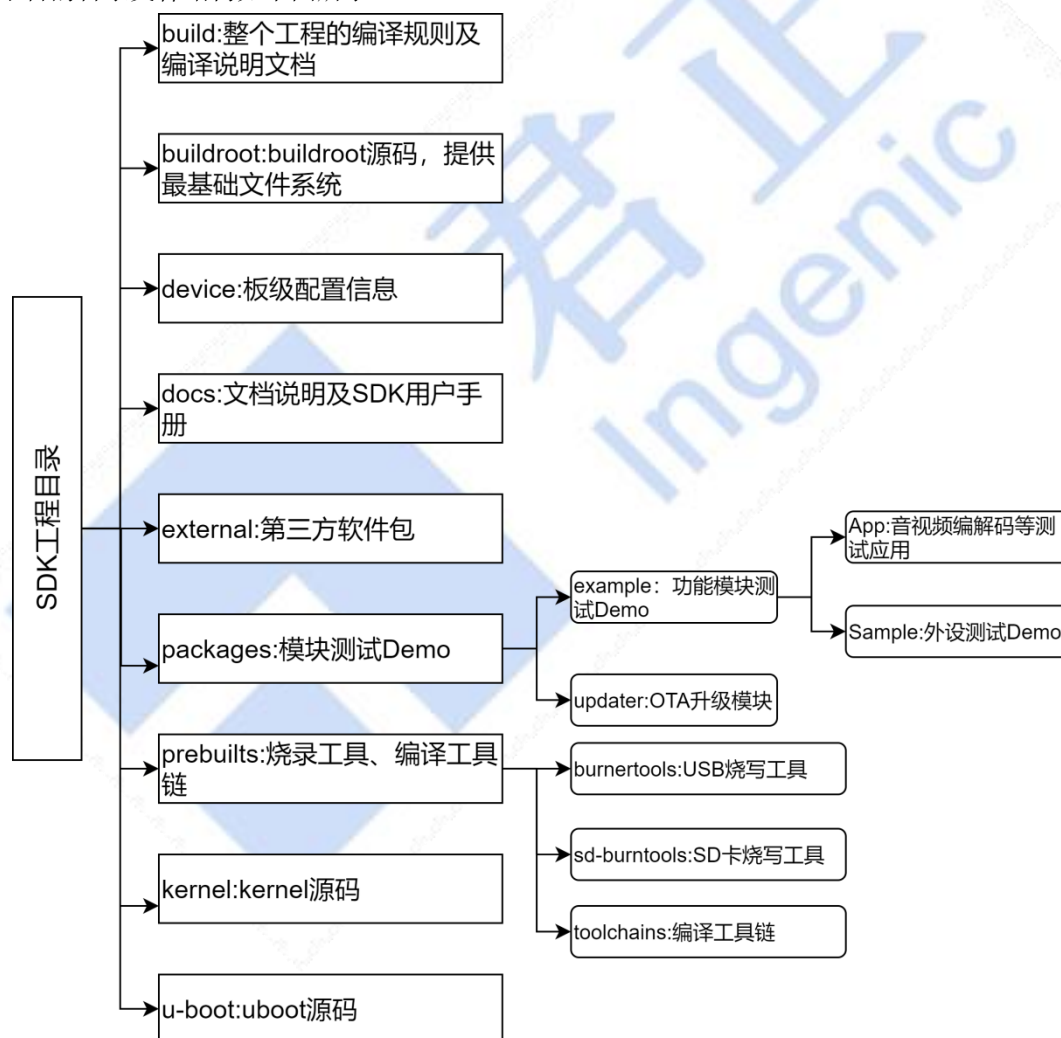 build:整个工程的编译规则及
编译说明文档
buildroot:buildroot源码，提供
最基础文件系统
device:板级配置信息
docs:文档说明及SDK用户手
册
SDK工程目录
external:第三方软件包
packages:模块测试Demo
example：功能模块测
试Demo
App:音视频编解码等测
试应用
Sample:外设测试Demo
updater:OTA升级模块
prebuilts:烧录工具、编译工具
链
burnertools:USB烧写工具
sd-burntools:SD卡烧写工具
toolchains:编译工具链
kernel:kernel源码
u-boot:uboot源码
君正
Ingenic